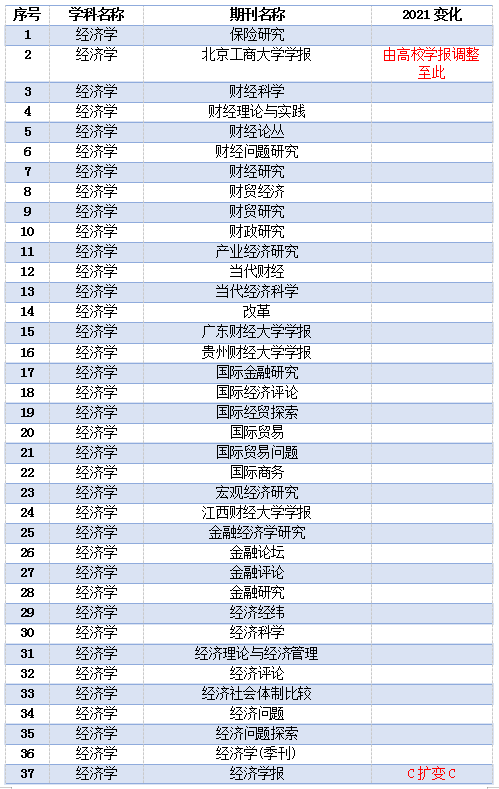 序号 学科名称 期刊名称 2021 变化
1 经济学 保险研究
2 经济学 北京工商大学学报 由高校学报调整
至此
3 经济学 财经科学
4 经济学 财经理论与实践
5 经济学 财经论丛
6 经济学 财经问题研究
7 经济学 财经研究
8 经济学 财贸经济
9 经济学 财贸研究
10 经济学 财政研究
11 经济学 产业经济研究
12 经济学 当代财经
13 经济学 当代经济科学
14 经济学 改革
15 经济学 广东财经大学学报
16 经济学 贵州财经大学学报
17 经济学 国际金融研究
18 经济学 国际经济评论
19 经济学 国际经贸探索
20 经济学 国际贸易
21 经济学 国际贸易问题
22 经济学 国际商务
23 经济学 宏观经济研究
24 经济学 江西财经大学学报
25 经济学 金融经济学研究
26 经济学 金融论坛
27 经济学 金融评论
28 经济学 金融研究
29 经济学 经济经纬
30 经济学 经济科学
31 经济学 经济理论与经济管理
32 经济学 经济评论
33 经济学 经济社会体制比较
34 经济学 经济问题
35 经济学 经济问题探索
36 经济学 经济学(季刊)
37 经济学 经济学报 C 扩变 C